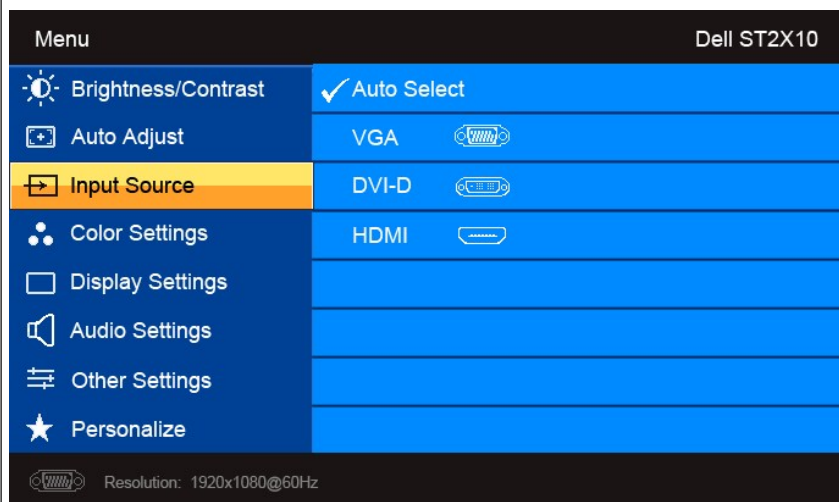 Menu Dell ST2X10
Brightness/Contrast Auto Select
Auto Adjust VGA
Input Source DVI-D
Color Settings HDMI
Display Settings
Audio Settings
Other Settings
Personalize
Resolution: 1920x1080@60Hz